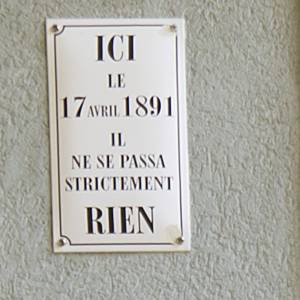 ICI
LE
17 AVRIL 1891
IL
NE SE PASSA
STRICTEMENT
RIEN